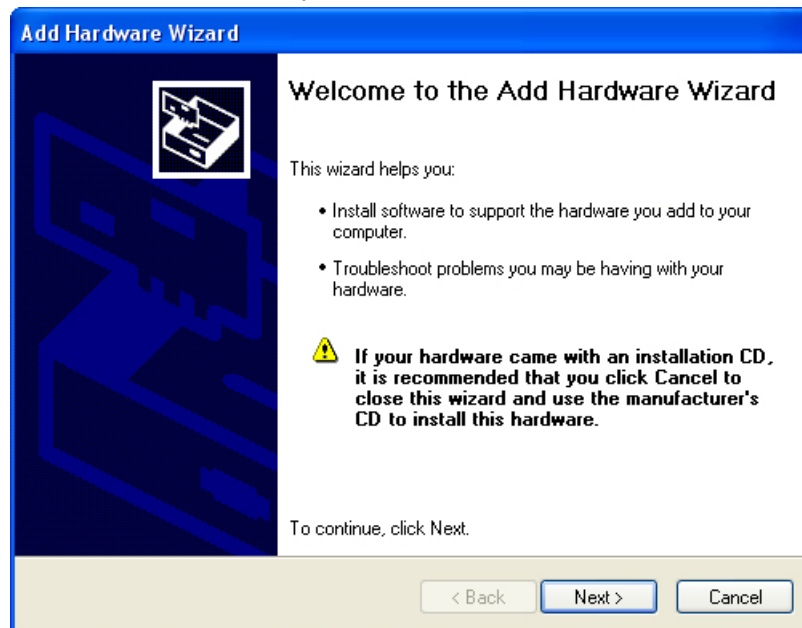 Add Hardware Wizard
Welcome to the Add Hardware Wizard
This wizard helps you:
• Install software to support the hardware you add to your
computer.
• Troubleshoot problems you may be having with your
hardware.
If your hardware came with an installation CD,
it is recommended that you click Cancel to
close this wizard and use the manufacturer's
CD to install this hardware.
To continue, click Next.
< Back Next > Cancel